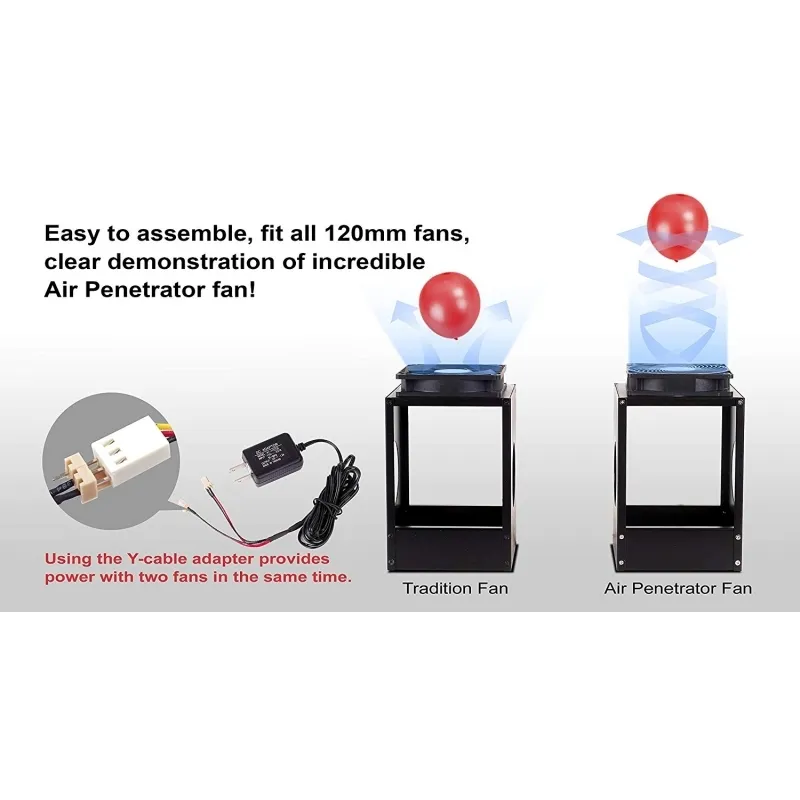 Easy to assemble, fit all 120mm fans,
clear demonstration of incredible
Air Penetrator fan!
Using the Y-cable adapter provides
power with two fans in the same time.
Tradition Fan
Air Penetrator Fan